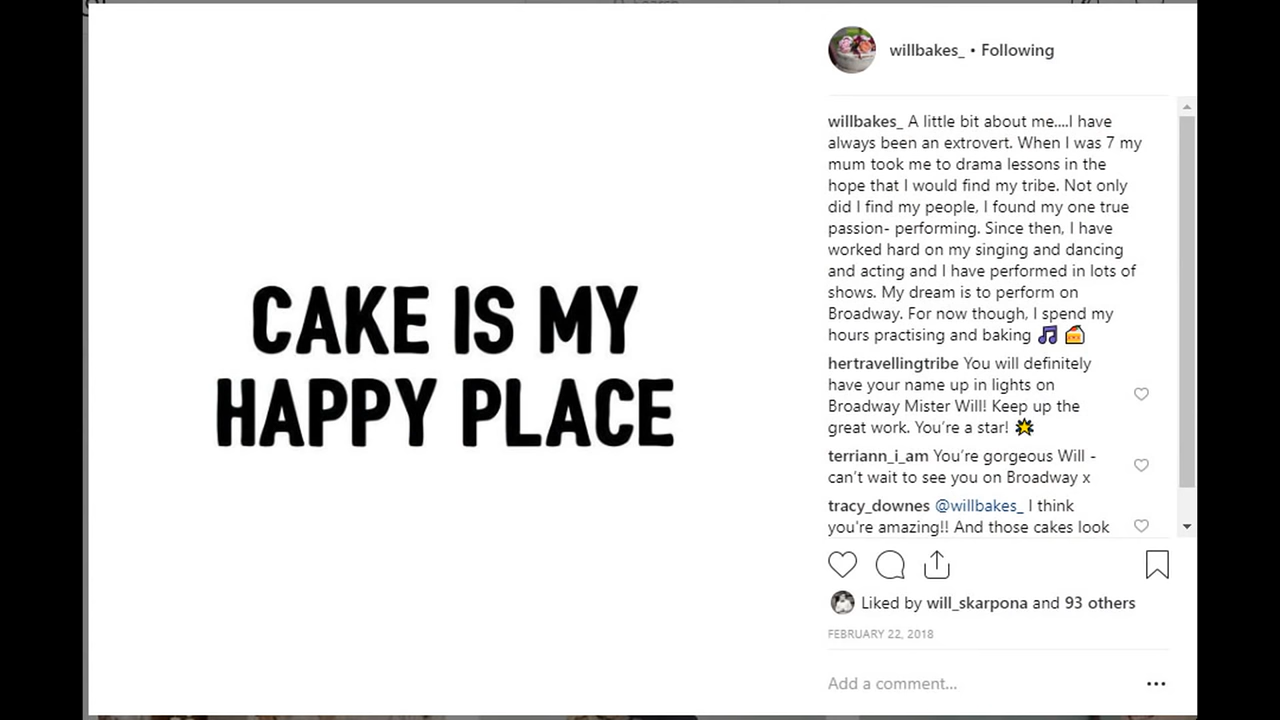 CAKE IS MY
HAPPY PLACE
willbakes_ • Following
willbakes_ A little bit about me....I have
always been an extrovert. When I was 7 my
mum took me to drama lessons in the
hope that I would find my tribe. Not only
did I find my people, I found my one true
passion- performing. Since then, I have
worked hard on my singing and dancing
and acting and I have performed in lots of
shows. My dream is to perform on
Broadway. For now though, I spend my
hours practising and baking 🎵 🍰
hertravellingtribe You will definitely
have your name up in lights on
Broadway Mister Will! Keep up the
great work. You’re a star! 🌟
terriann_i_am You’re gorgeous Will -
can’t wait to see you on Broadway x
tracy_downes @willbakes_ I think
you're amazing!! And those cakes look
Liked by will_skarpona and 93 others
FEBRUARY 22, 2018
Add a comment...